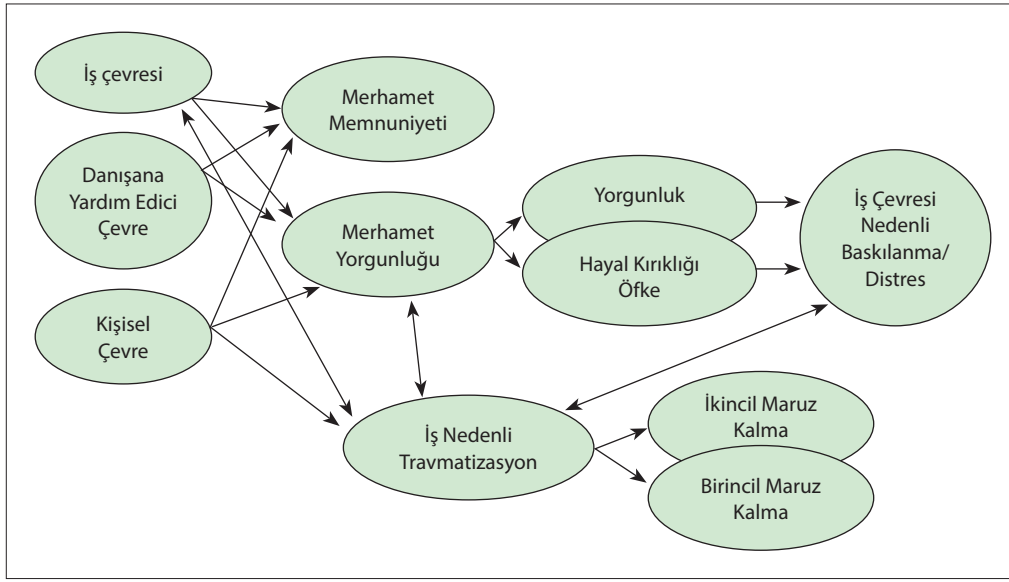 İş çevresi
Danışana
Yardım Edici
Çevre
Kişisel
Çevre
Merhamet
Memnuniyeti
Merhamet
Yorgunluğu
İş Nedenli
Travmatizasyon
Yorgunluk
Hayal Kırıklığı
Öfke
İkincil Maruz
Kalma
Birincil Maruz
Kalma
İş Çevresi
Nedenli
Baskılanma/
Distres